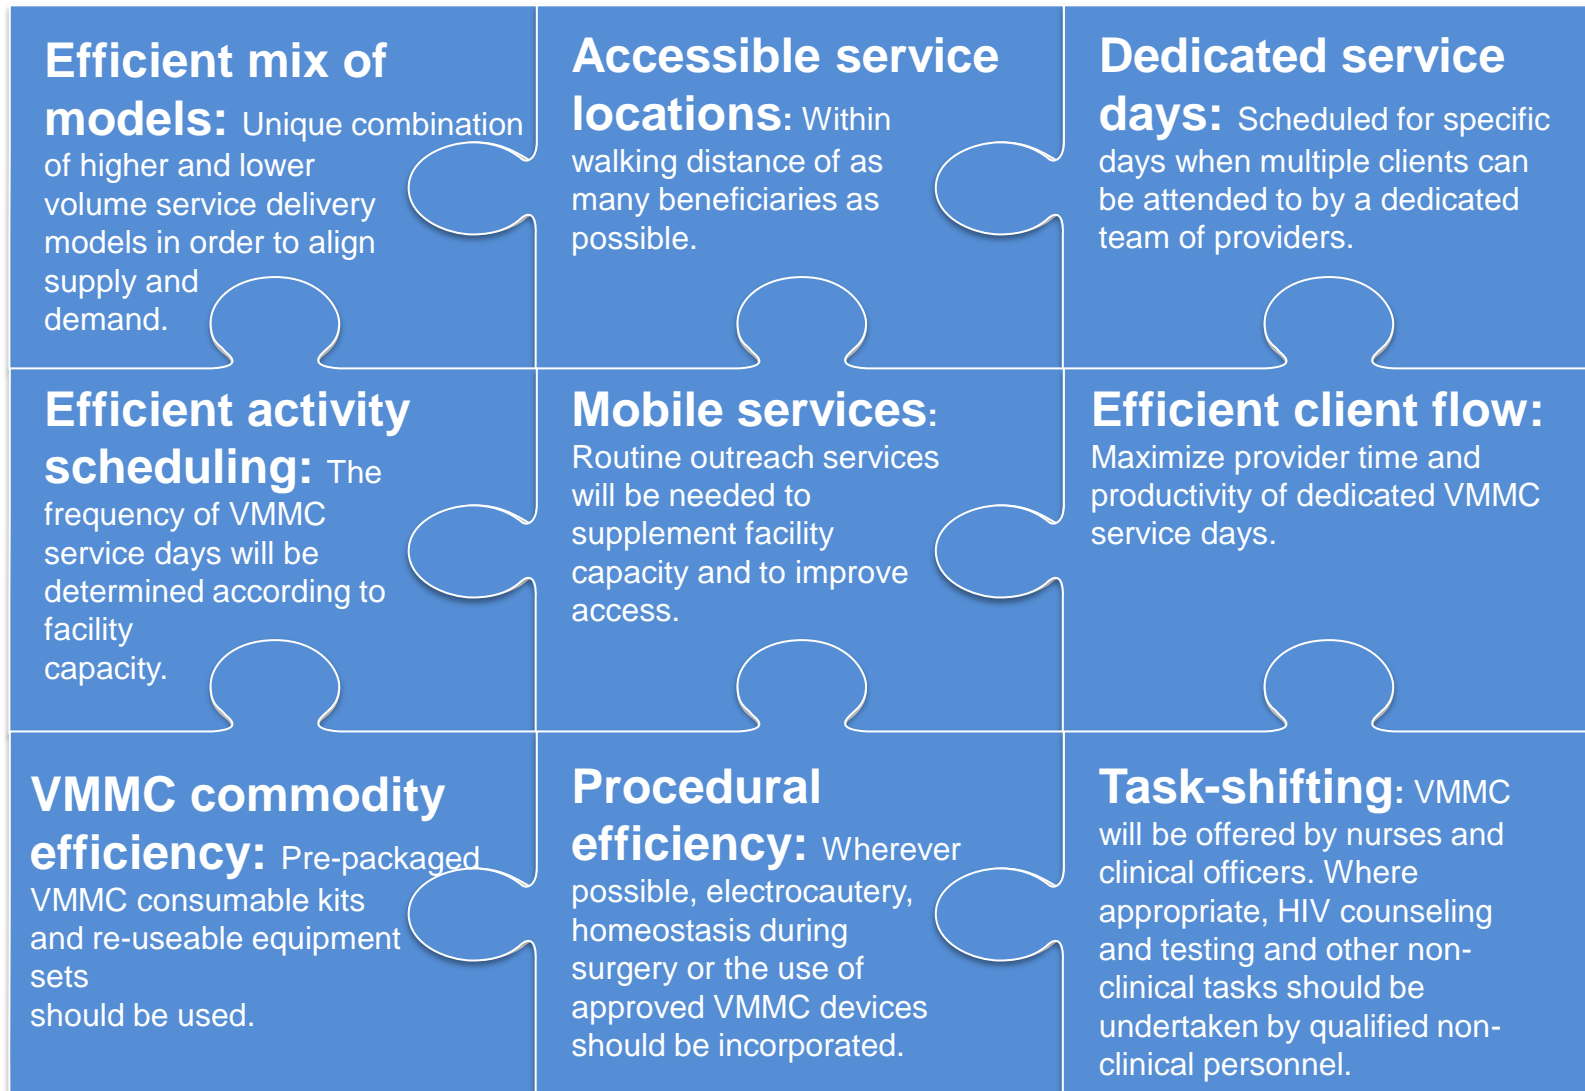 Efficient mix of
models: Unique combination
of higher and lower
volume service delivery
models in order to align
supply and
demand.
Accessible service
locations: Within
walking distance of as
many beneficiaries as
possible.
Dedicated service
days: Scheduled for specific
days when multiple clients can
be attended to by a dedicated
team of providers.
Efficient activity
scheduling: The
frequency of VMMC
service days will be
determined according to
facility
capacity.
Mobile services:
Routine outreach services
will be needed to
supplement facility
capacity and to improve
access.
Efficient client flow:
Maximize provider time and
productivity of dedicated VMMC
service days.
VMMC commodity
efficiency: Pre-packaged
VMMC consumable kits
and re-useable equipment
sets
should be used.
Procedural
efficiency: Wherever
possible, electrocautery,
homeostasis during
surgery or the use of
approved VMMC devices
should be incorporated.
Task-shifting: VMMC
will be offered by nurses and
clinical officers. Where
appropriate, HIV counseling
and testing and other non-
clinical tasks should be
undertaken by qualified non-
clinical personnel.